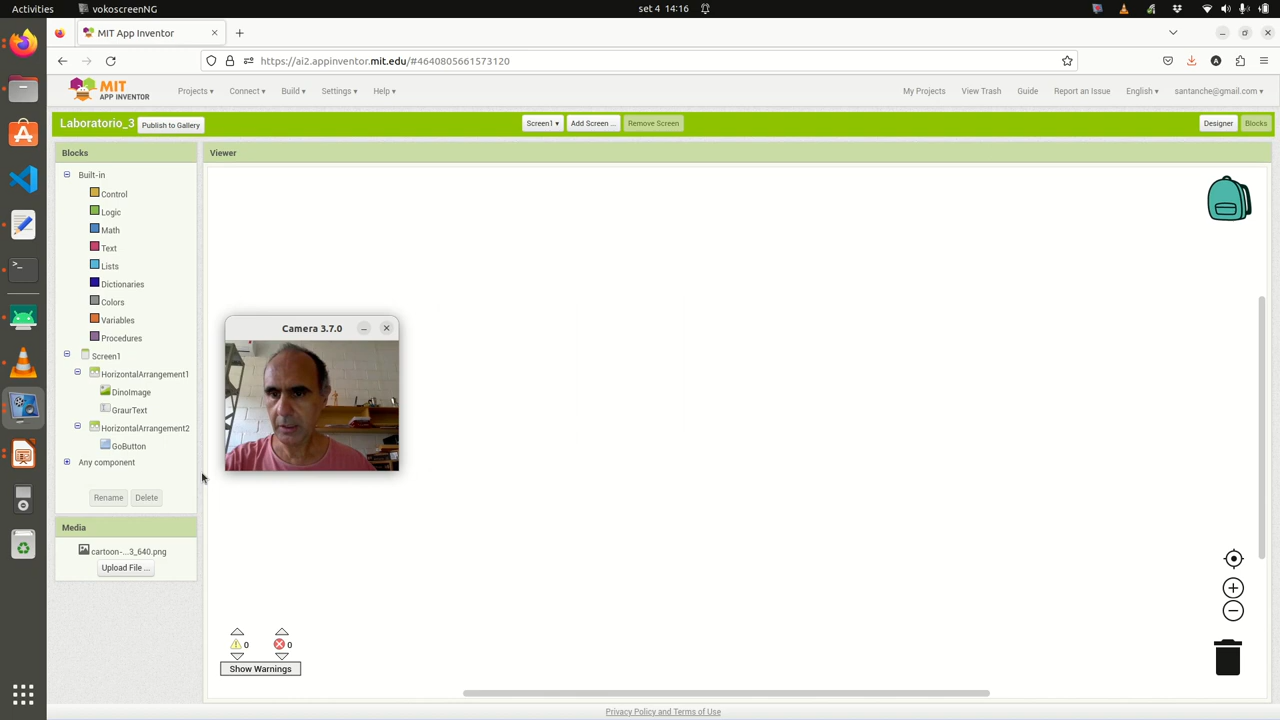 Activities
vokoscreenNG
set 4 14:16
MIT App Inventor
https://ai2.appinventor.mit.edu/#4640805661573120
MIT
APP INVENTOR
Projects ▾
Connect ▾
Build ▾
Settings ▾
Help ▾
My Projects
View Trash
Guide
Report an Issue
English ▾
santanche@gmail.com ▾
Laboratorio_3
Publish to Gallery
Screen1 ▾
Add Screen ...
Remove Screen
Designer
Blocks
Blocks
Viewer
Built-in
Control
Logic
Math
Text
Lists
Dictionaries
Colors
Variables
Procedures
Screen1
HorizontalArrangement1
DinoImage
GraurText
HorizontalArrangement2
GoButton
Any component
Rename
Delete
Media
cartoon-...3_640.png
Upload File ...
Camera 3.7.0
0
0
Show Warnings
Privacy Policy and Terms of Use